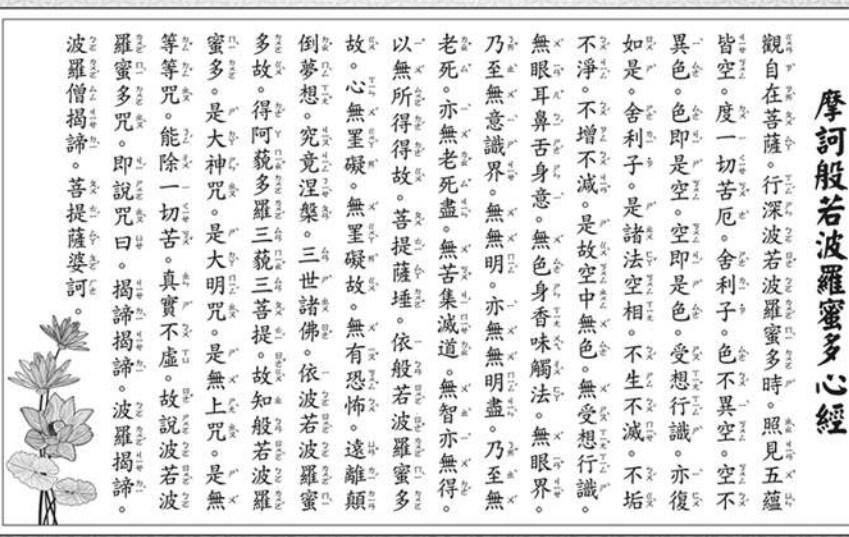 摩訶般若波羅蜜多心經
觀自在菩薩。行深波若波羅蜜多時。照見五蘊
皆空。度一切苦厄。舍利子。色不異空。空不
異色。色即是空。空即是色。受想行識。亦復
如是。舍利子。是諸法空相。不生不滅。不垢
不淨。不增不減。是故空中無色。無受想行識。
無眼耳鼻舌身意。無色身香味觸法。無眼界。
乃至無意識界。無無明。亦無無明盡。乃至無
老死。亦無老死盡。無苦集滅道。無智亦無得。
以無所得得故。菩提薩埵。依般若波羅蜜多
故。心無罣礙。無罣礙故。無有恐怖。遠離顛
倒夢想。究竟涅槃。三世諸佛。依波若波羅蜜
多故。得阿藐多羅三藐三菩提。故知般若波羅
蜜多。是大神咒。是大明咒。是無上咒。是無
等等咒。能除一切苦。真實不虛。故說波若波
羅蜜多咒。即說咒曰。揭諦揭諦。波羅揭諦。
波羅僧揭諦。菩提薩婆訶。